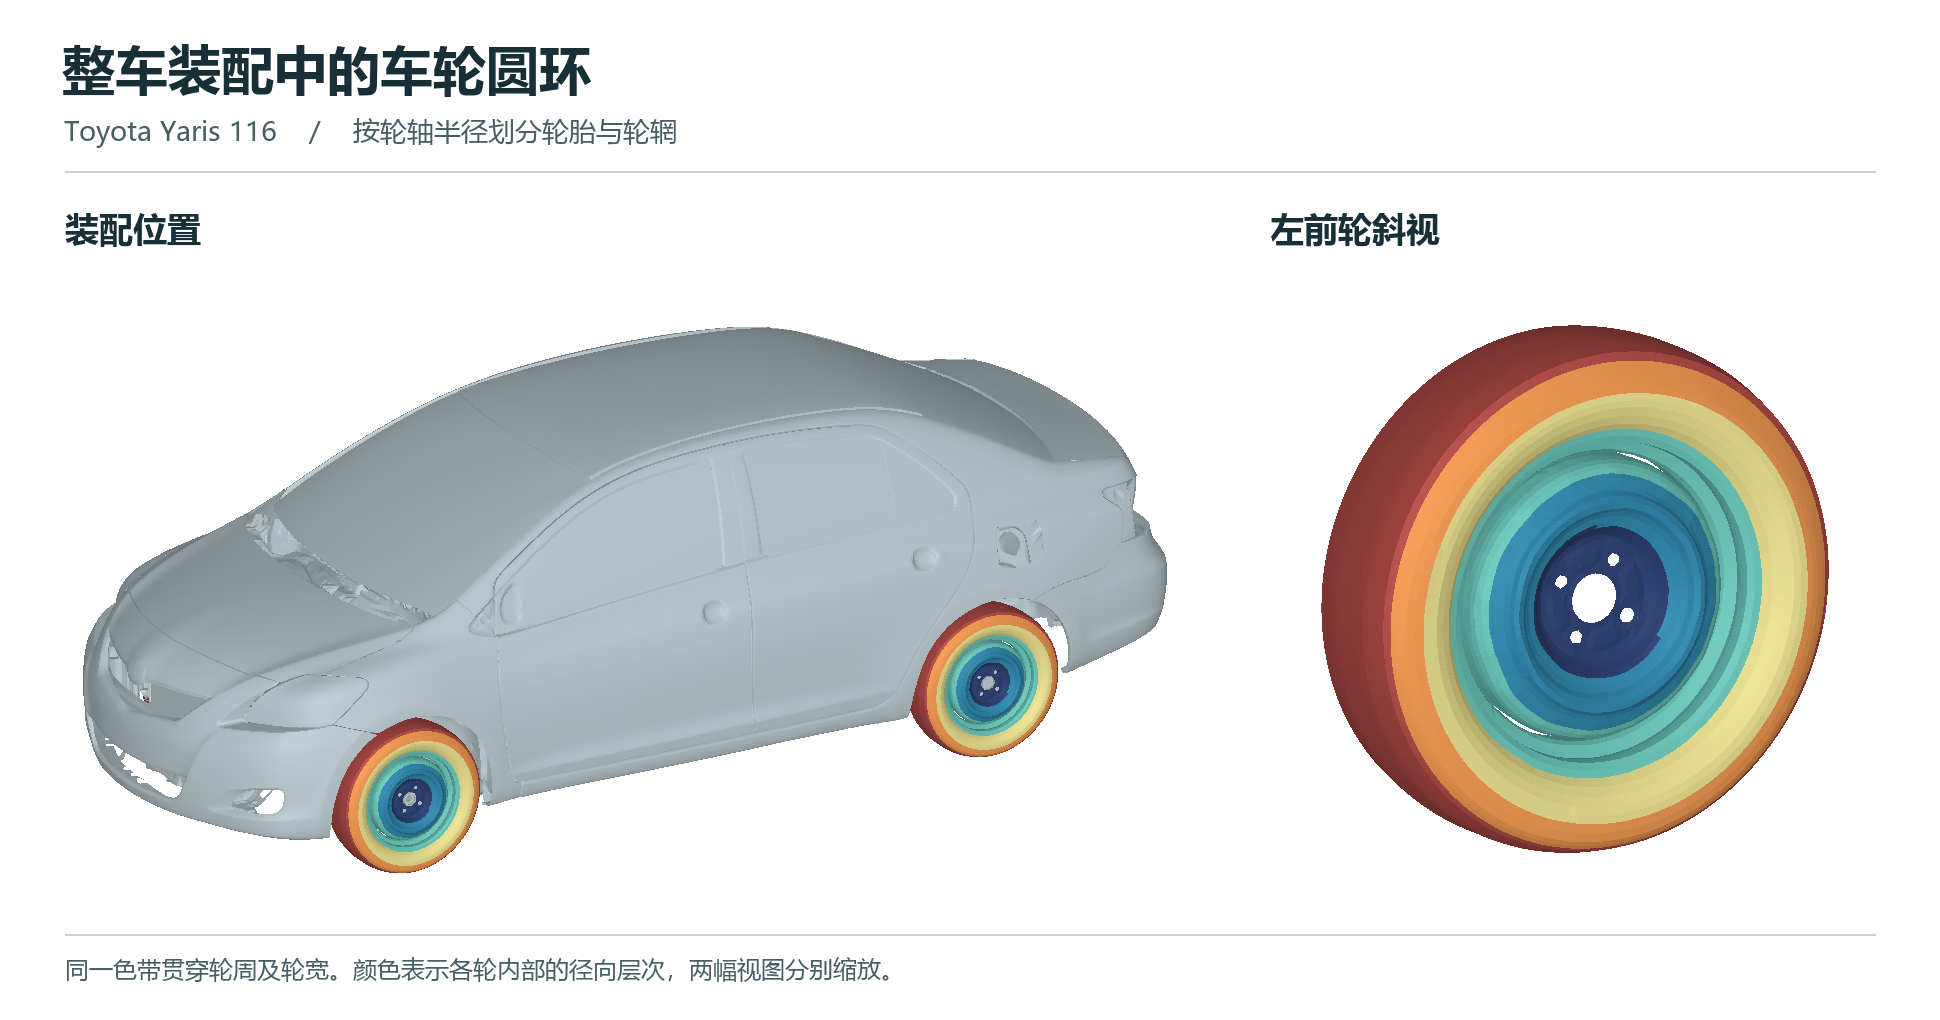 整车装配中的车轮圆环
Toyota Yaris 116 / 按轮轴半径划分轮胎与轮辋
装配位置
左前轮斜视
同一色带贯穿轮周及轮宽。颜色表示各轮内部的径向层次，两幅视图分别缩放。